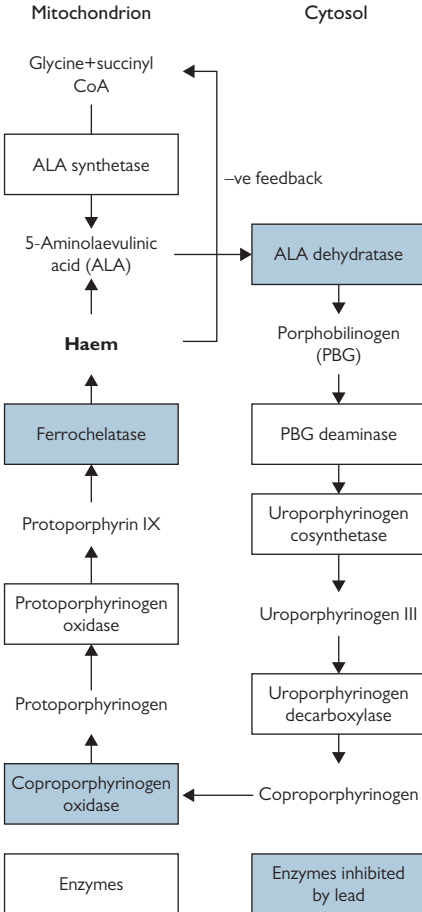 Mitochondrion
Cytosol
Glycine+succinyl
CoA
ALA synthetase
–ve feedback
5-Aminolaevulinic
acid (ALA)
ALA dehydratase
Haem
Porphobilinogen
(PBG)
Ferrochelatase
PBG deaminase
Protoporphyrin IX
Uroporphyrinogen
cosynthetase
Protoporphyrinogen
oxidase
Uroporphyrinogen III
Protoporphyrinogen
Uroporphyrinogen
decarboxylase
Coproporphyrinogen
oxidase
Coproporphyrinogen
Enzymes
Enzymes inhibited
by lead